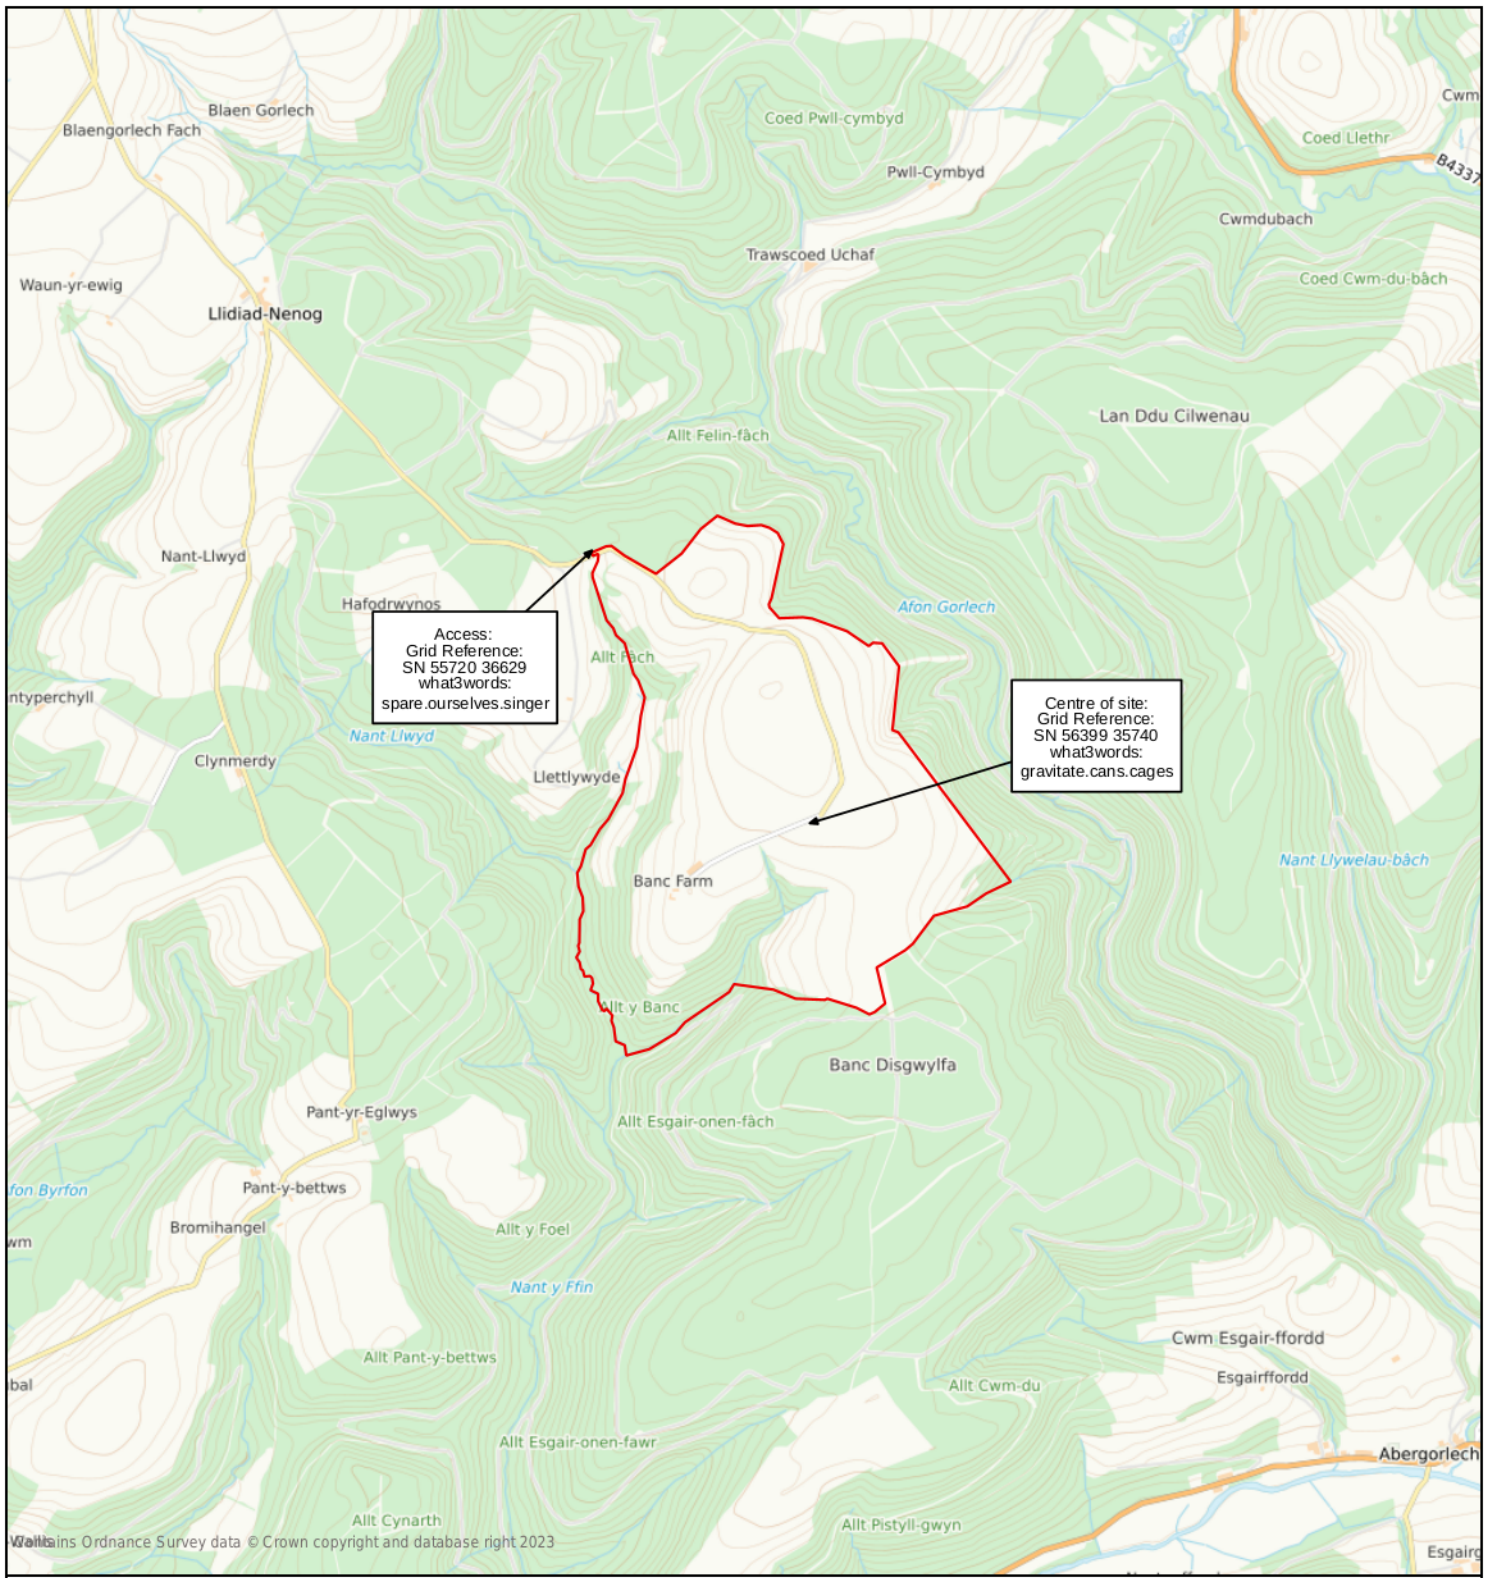 Blaen Gorlech
Blaengorlech Fach
Coed Pwll-cymbyd
Cwm
Coed Llethr
B4337
Pwll-Cymbyd
Cwmdubach
Trawscoed Uchaf
Waun-yr-ewig
Coed Cwm-du-bâch
Llidiad-Nenog
Lan Ddu Cilwenau
Allt Felin-fâch
Nant-Llwyd
Hafodrwynos
Afon Gorlech
Access:
Grid Reference:
SN 55720 36629
what3words:
spare.ourselves.singer
Allt Fâch
ntyperchyll
Centre of site:
Grid Reference:
SN 56399 35740
what3words:
gravitate.cans.cages
Nant Llwyd
Clynmerdy
Llettlywyde
Nant Llywelau-bâch
Banc Farm
Allt y Banc
Banc Disgwylfa
Pant-yr-Eglwys
Allt Esgair-onen-fâch
fon Byrfon
Pant-y-bettws
Bromihangel
Allt y Foel
wm
Nant y Ffin
Cwm Esgair-ffordd
Allt Pant-y-bettws
Esgairffordd
bal
Allt Cwm-du
Allt Esgair-onen-fawr
Abergorlech
Allt Cynarth
Allt Pistyll-gwyn
ains Ordnance Survey data © Crown copyright and database right 2023
Esgairg